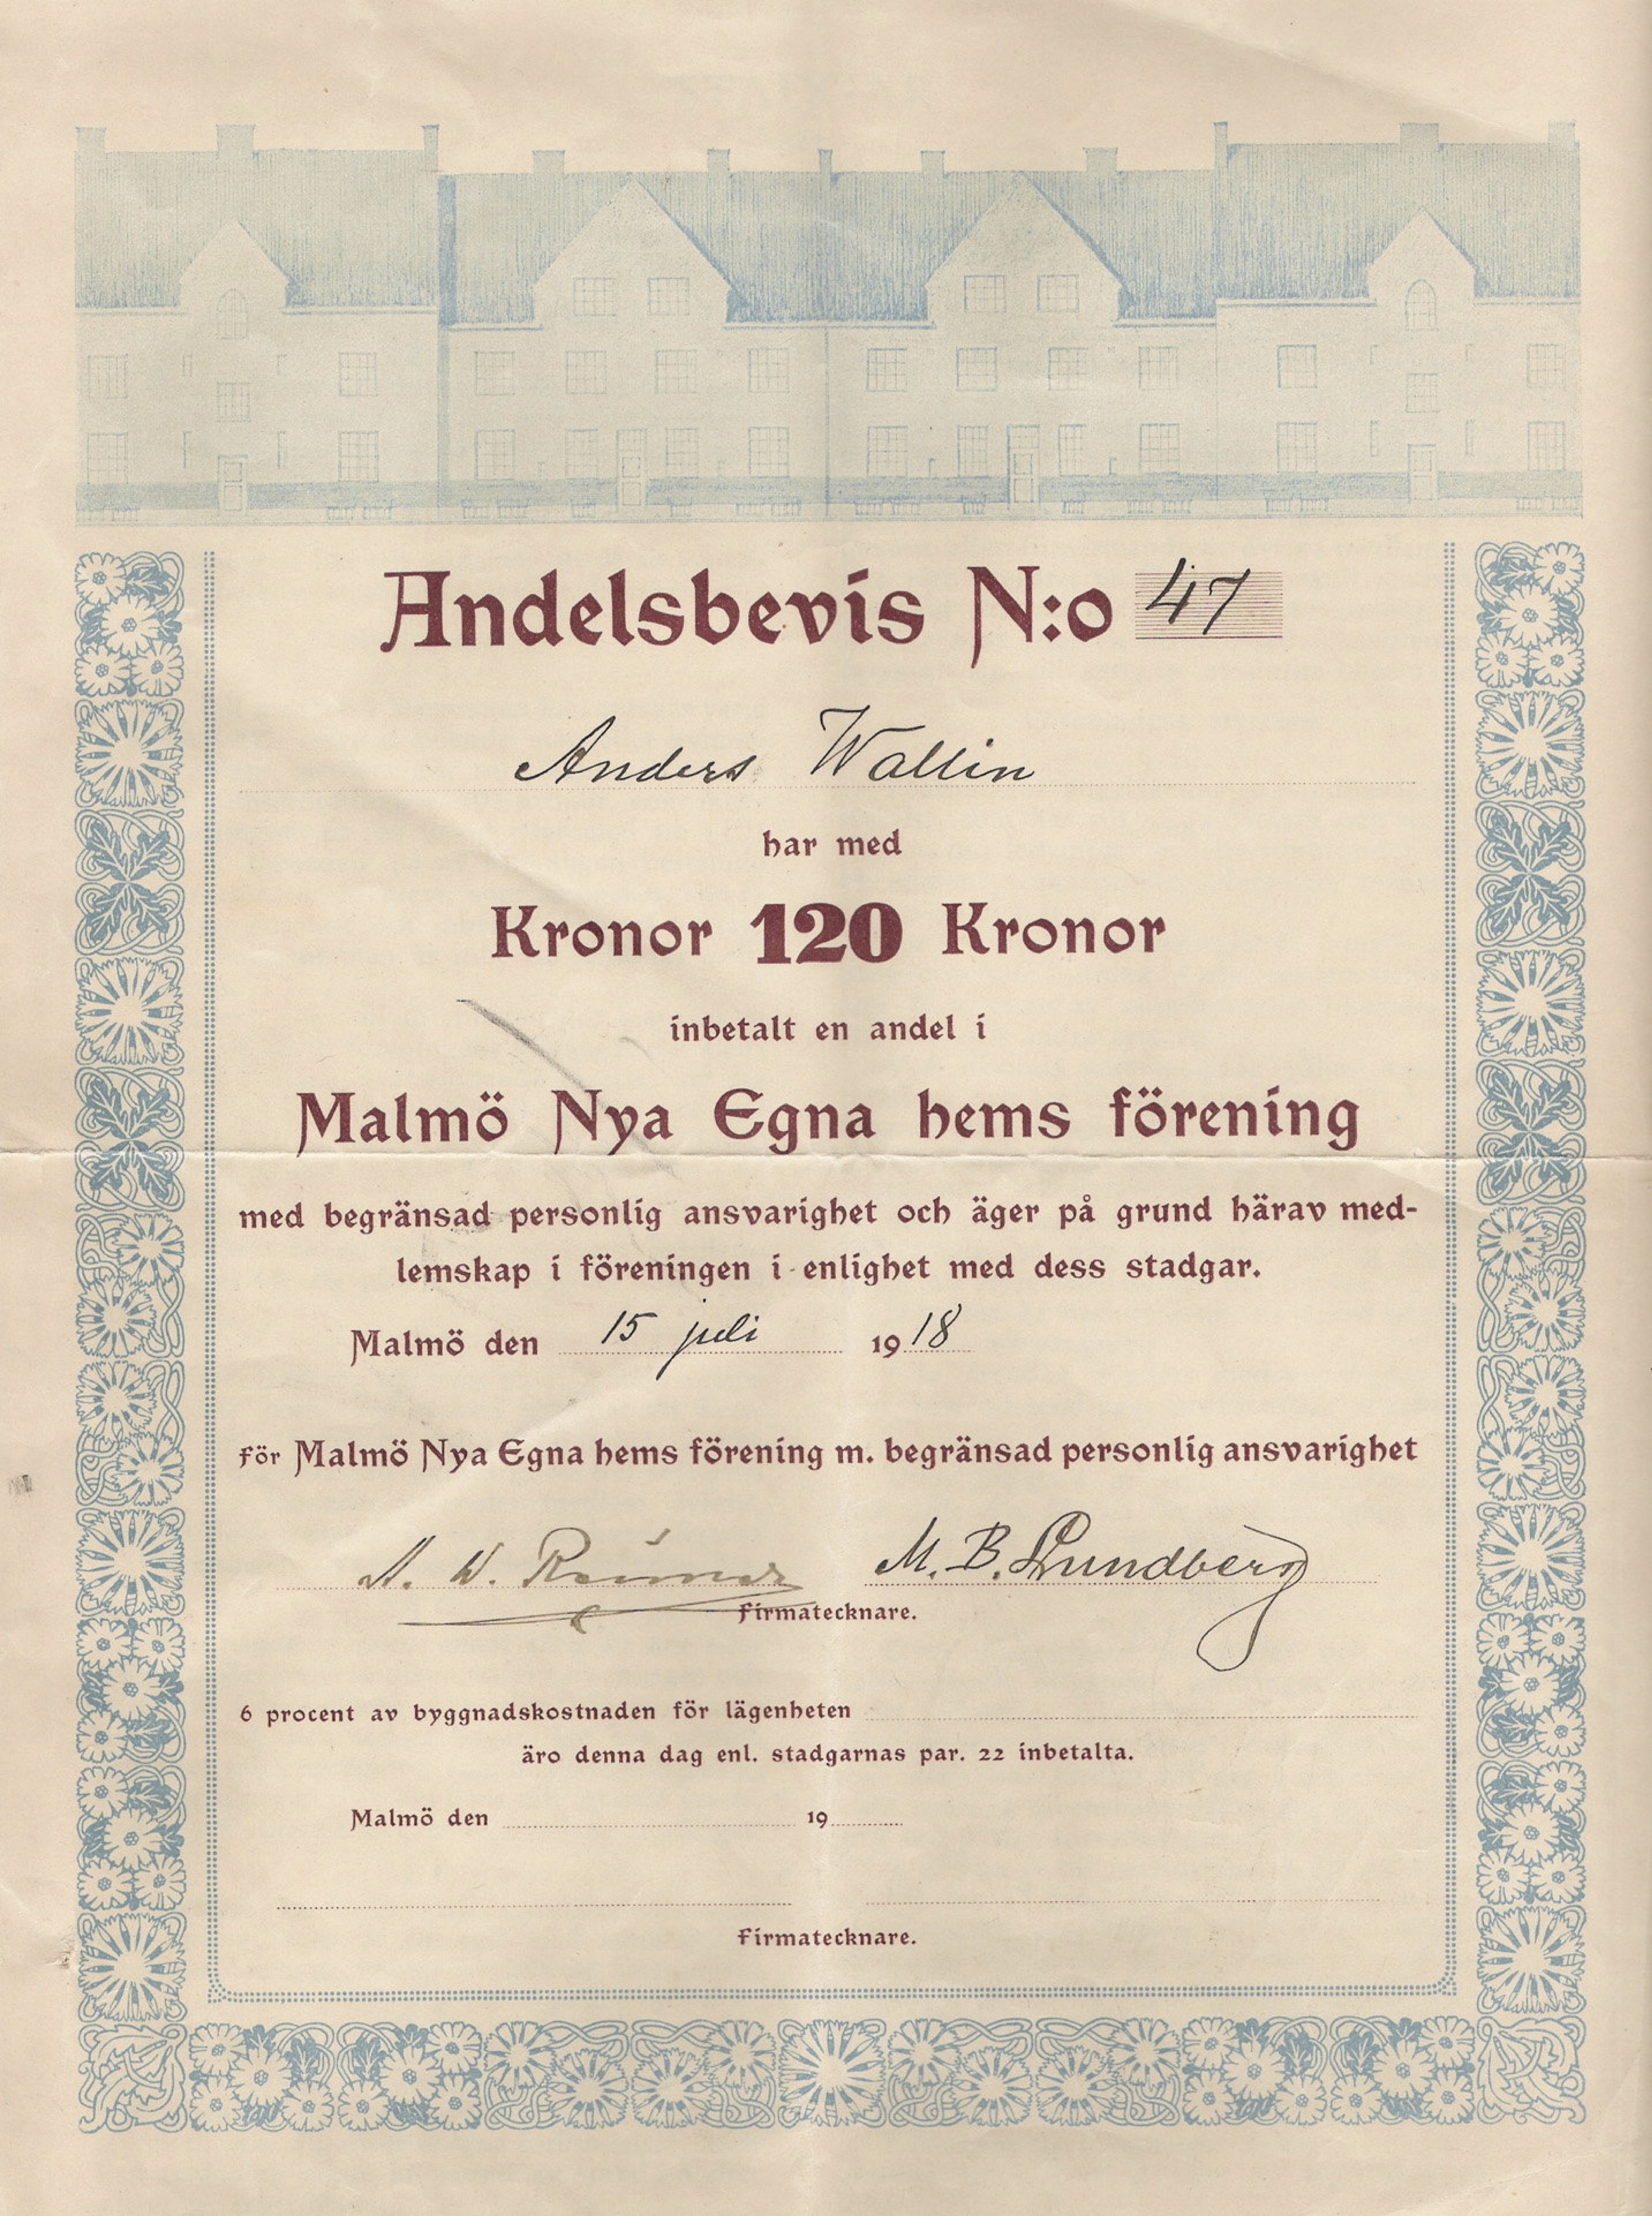 Andelsbevis N:o 47
Anders Wallin
har med
Kronor 120 Kronor
inbetalt en andel i
Malmö Nya Egna hems förening
med begränsad personlig ansvarighet och äger på grund härav med-
lemskap i föreningen i enlighet med dess stadgar.
Malmö den 15 juli 1918
för Malmö Nya Egna hems förening m. begränsad personlig ansvarighet
M. B. Lundberg
Firmatecknare.
6 procent av byggnadskostnaden för lägenheten
äro denna dag enl. stadgarnas par. 22 inbetalta.
Malmö den 19
Firmatecknare.